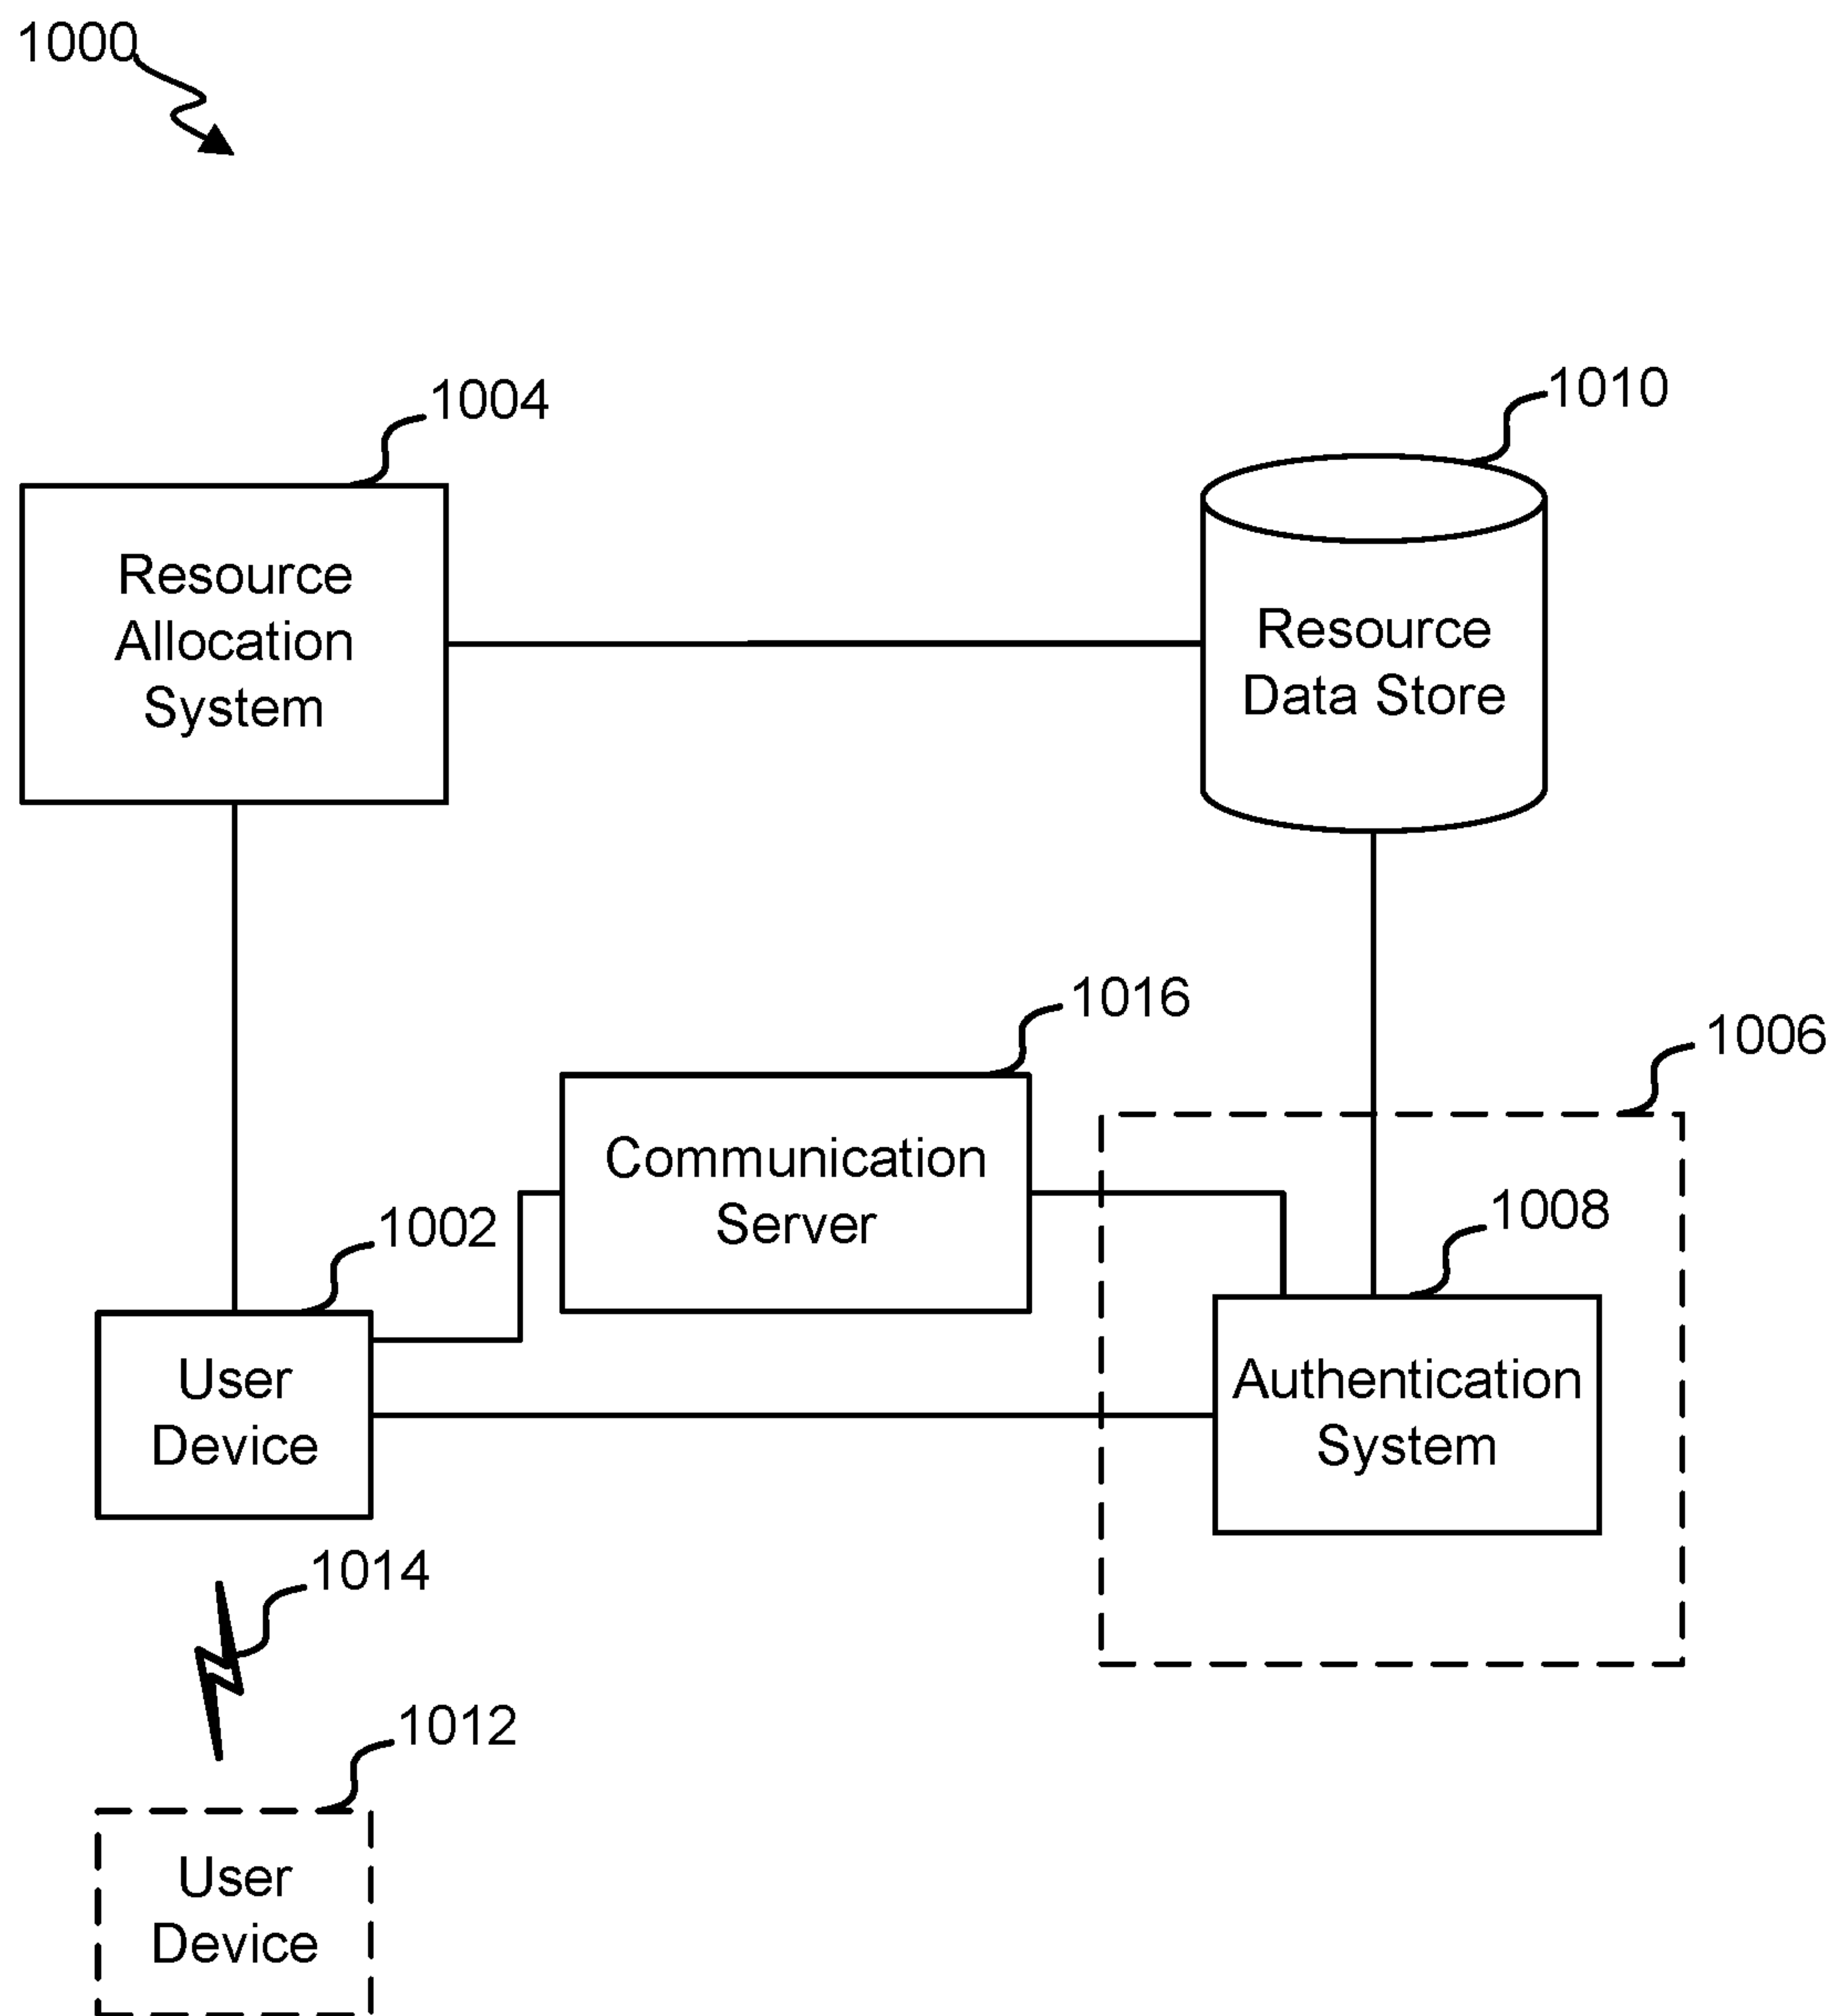 1000
1004
1010
Resource
Allocation
System
Resource
Data Store
1016
1006
Communication
Server
1008
1002
User
Device
Authentication
System
1014
1012
User
Device